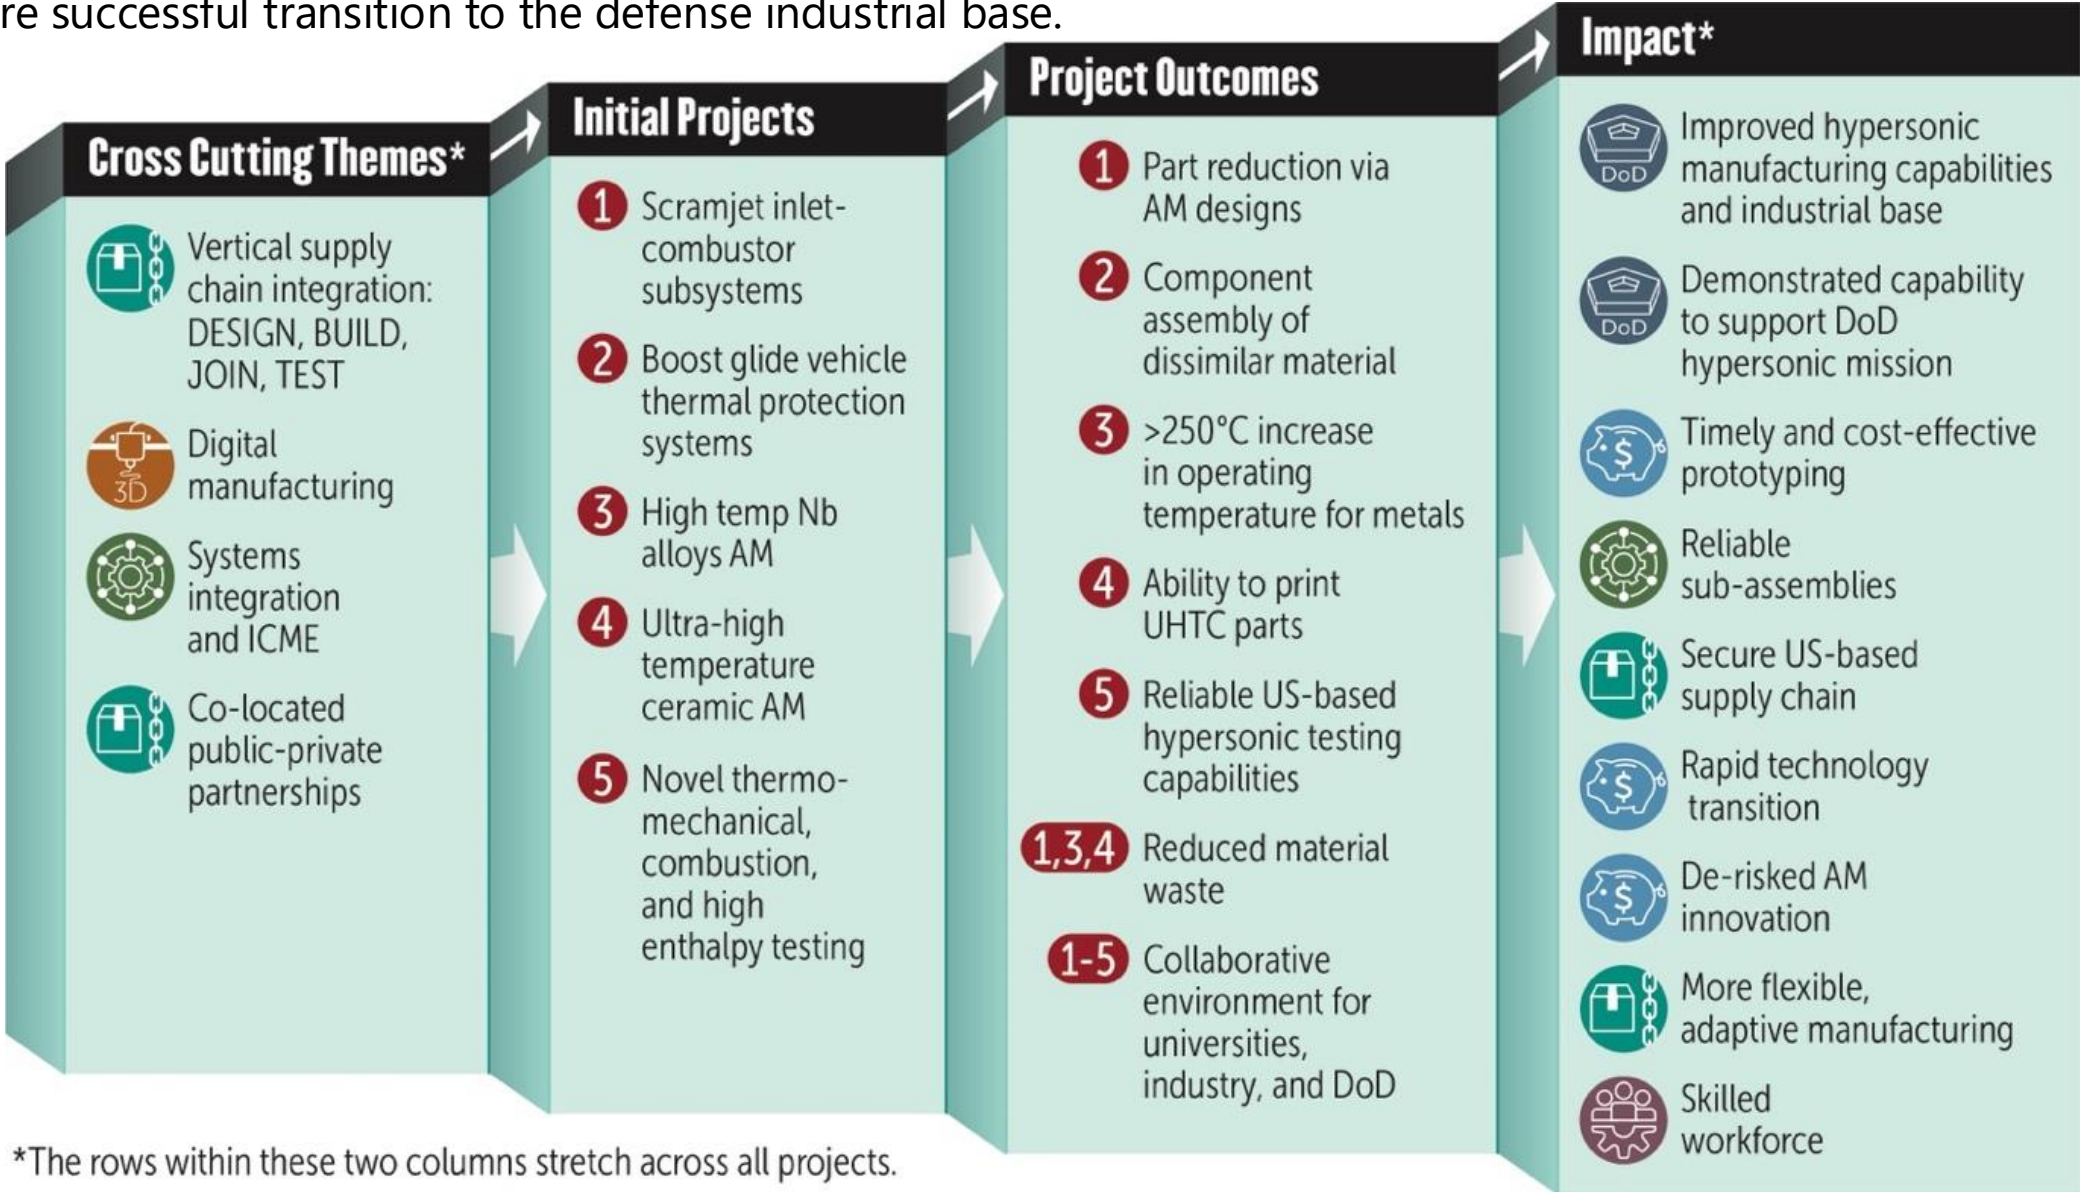 re successful transition to the defense industrial base.
Cross Cutting Themes*
Vertical supply
chain integration:
DESIGN, BUILD,
JOIN, TEST
3D
Digital
manufacturing
Systems
integration
and ICME
Co-located
public-private
partnerships
Initial Projects
1 Scramjet inlet-
combustor
subsystems
2 Boost glide vehicle
thermal protection
systems
3 High temp Nb
alloys AM
4 Ultra-high
temperature
ceramic AM
5 Novel thermo-
mechanical,
combustion,
and high
enthalpy testing
Project Outcomes
1 Part reduction via
AM designs
2 Component
assembly of
dissimilar material
3 >250°C increase
in operating
temperature for metals
4 Ability to print
UHTC parts
5 Reliable US-based
hypersonic testing
capabilities
1,3,4 Reduced material
waste
1-5 Collaborative
environment for
universities,
industry, and DoD
Impact*
DoD
Improved hypersonic
manufacturing capabilities
and industrial base
DoD
Demonstrated capability
to support DoD
hypersonic mission
$
Timely and cost-effective
prototyping
Reliable
sub-assemblies
Secure US-based
supply chain
$
Rapid technology
transition
$
De-risked AM
innovation
More flexible,
adaptive manufacturing
Skilled
workforce
*The rows within these two columns stretch across all projects.